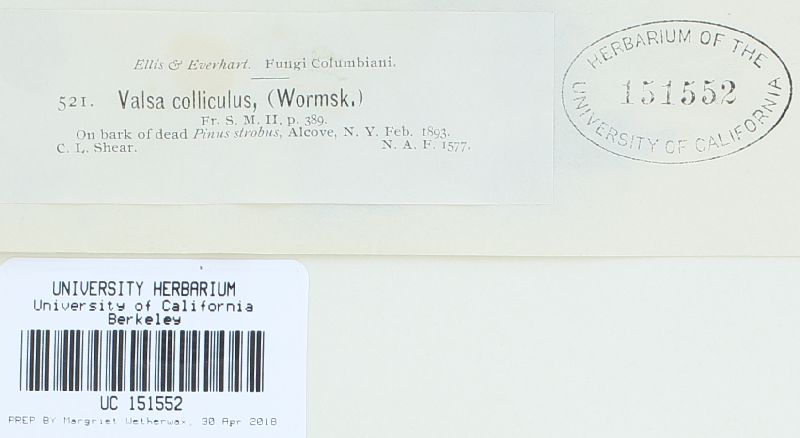 Ellis & Everhart. Fungi Columbiani.
521. Valsa colliculus, (Wormsk.)
Fr. S. M. II. p. 389.
On bark of dead Pinus strobus, Alcove, N. Y. Feb. 1893.
C. L. Shear. N. A. F. 1577.
HERBARIUM OF THE
151552
UNIVERSITY OF CALIFORNIA
UNIVERSITY HERBARIUM
University of California
Berkeley
UC 151552
PREP BY Margriet Wetherwax, 30 Apr 2018